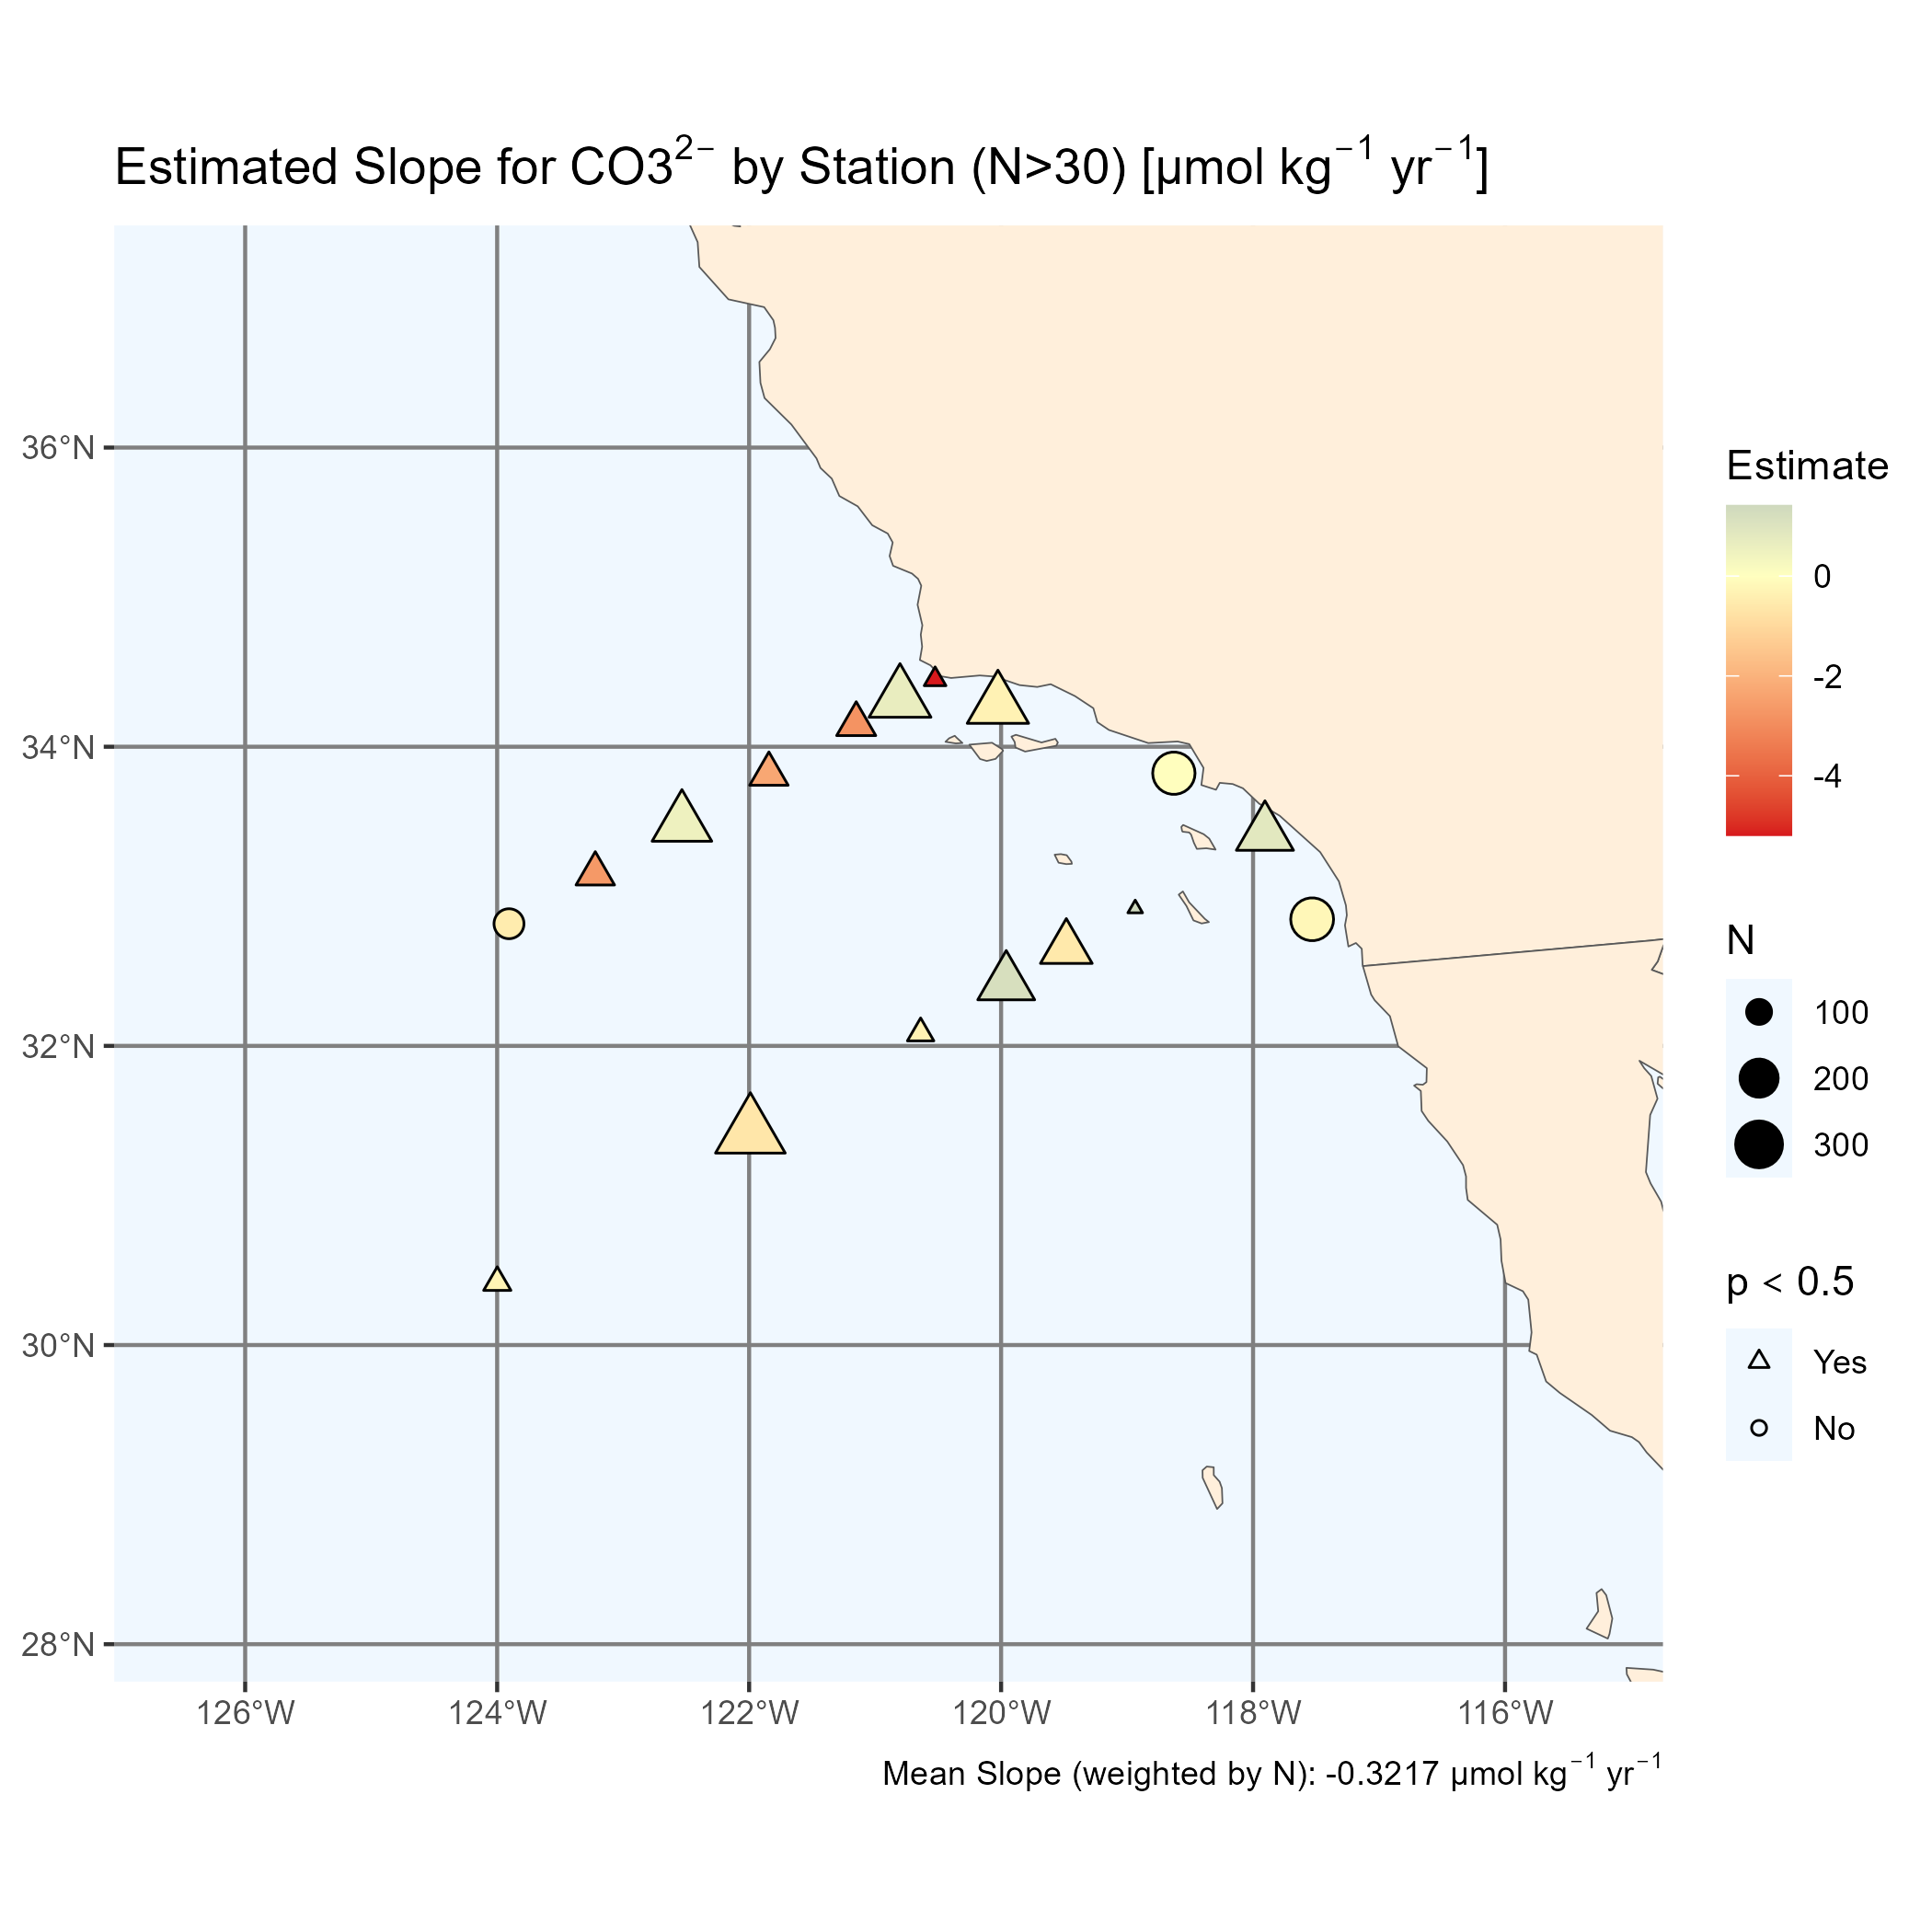 Estimated Slope for CO3²⁻ by Station (N>30) [µmol kg⁻¹ yr⁻¹]
36°N
34°N
32°N
30°N
28°N
126°W 124°W 122°W 120°W 118°W 116°W
Mean Slope (weighted by N): -0.3217 µmol kg⁻¹ yr⁻¹
Estimate
0
-2
-4
N
100
200
300
p < 0.5
Yes
No